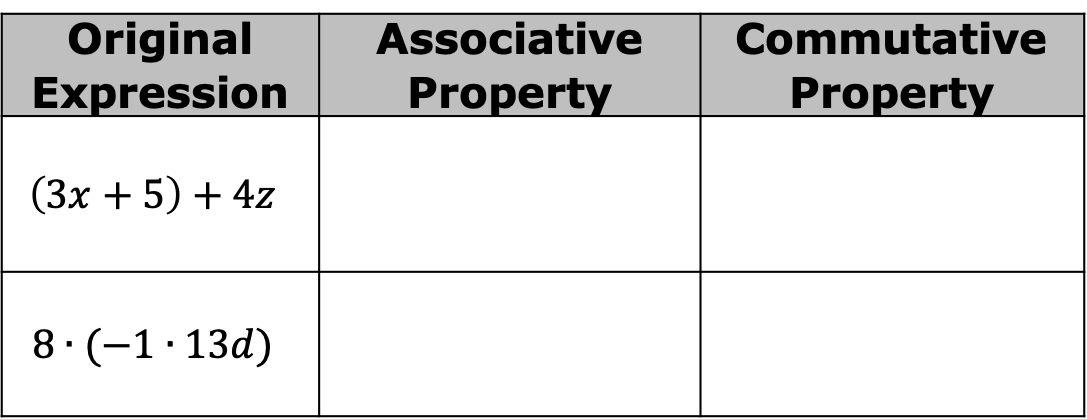 Original Expression
Associative Property
Commutative Property
(3x + 5) + 4z
8 · (−1 · 13d)